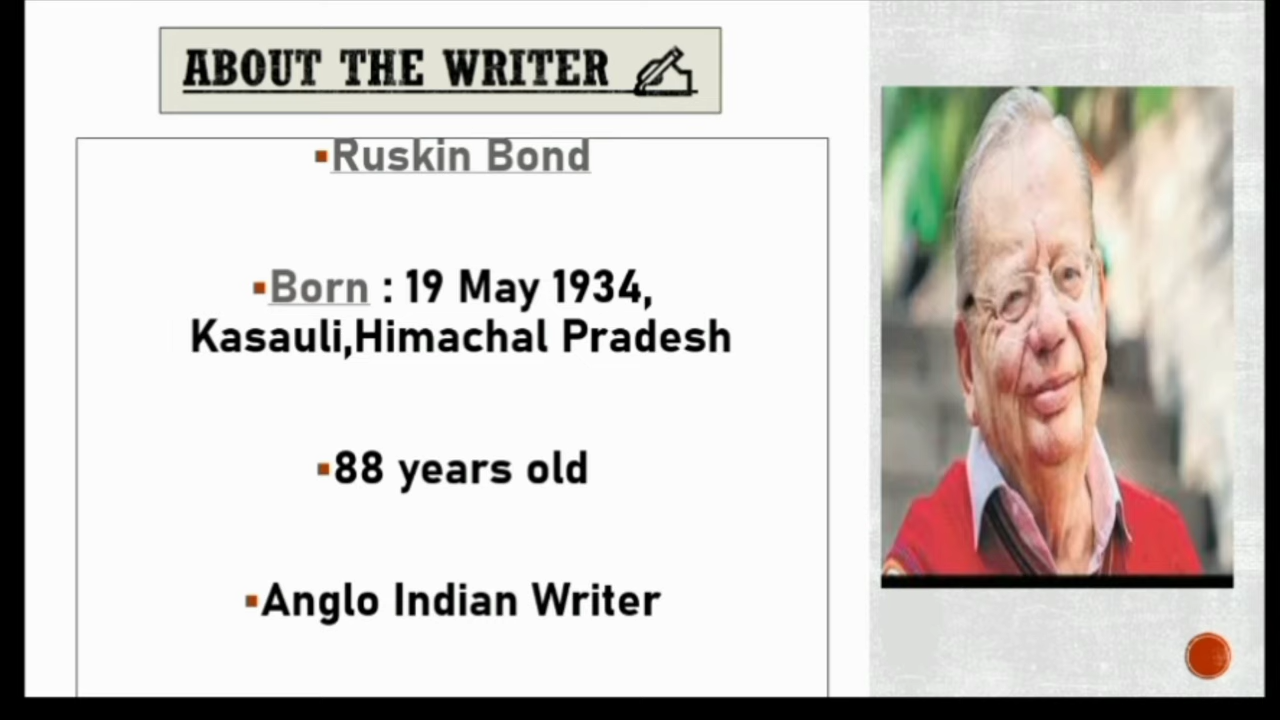 ABOUT THE WRITER
▪Ruskin Bond
▪Born : 19 May 1934,
Kasauli,Himachal Pradesh
▪88 years old
▪Anglo Indian Writer